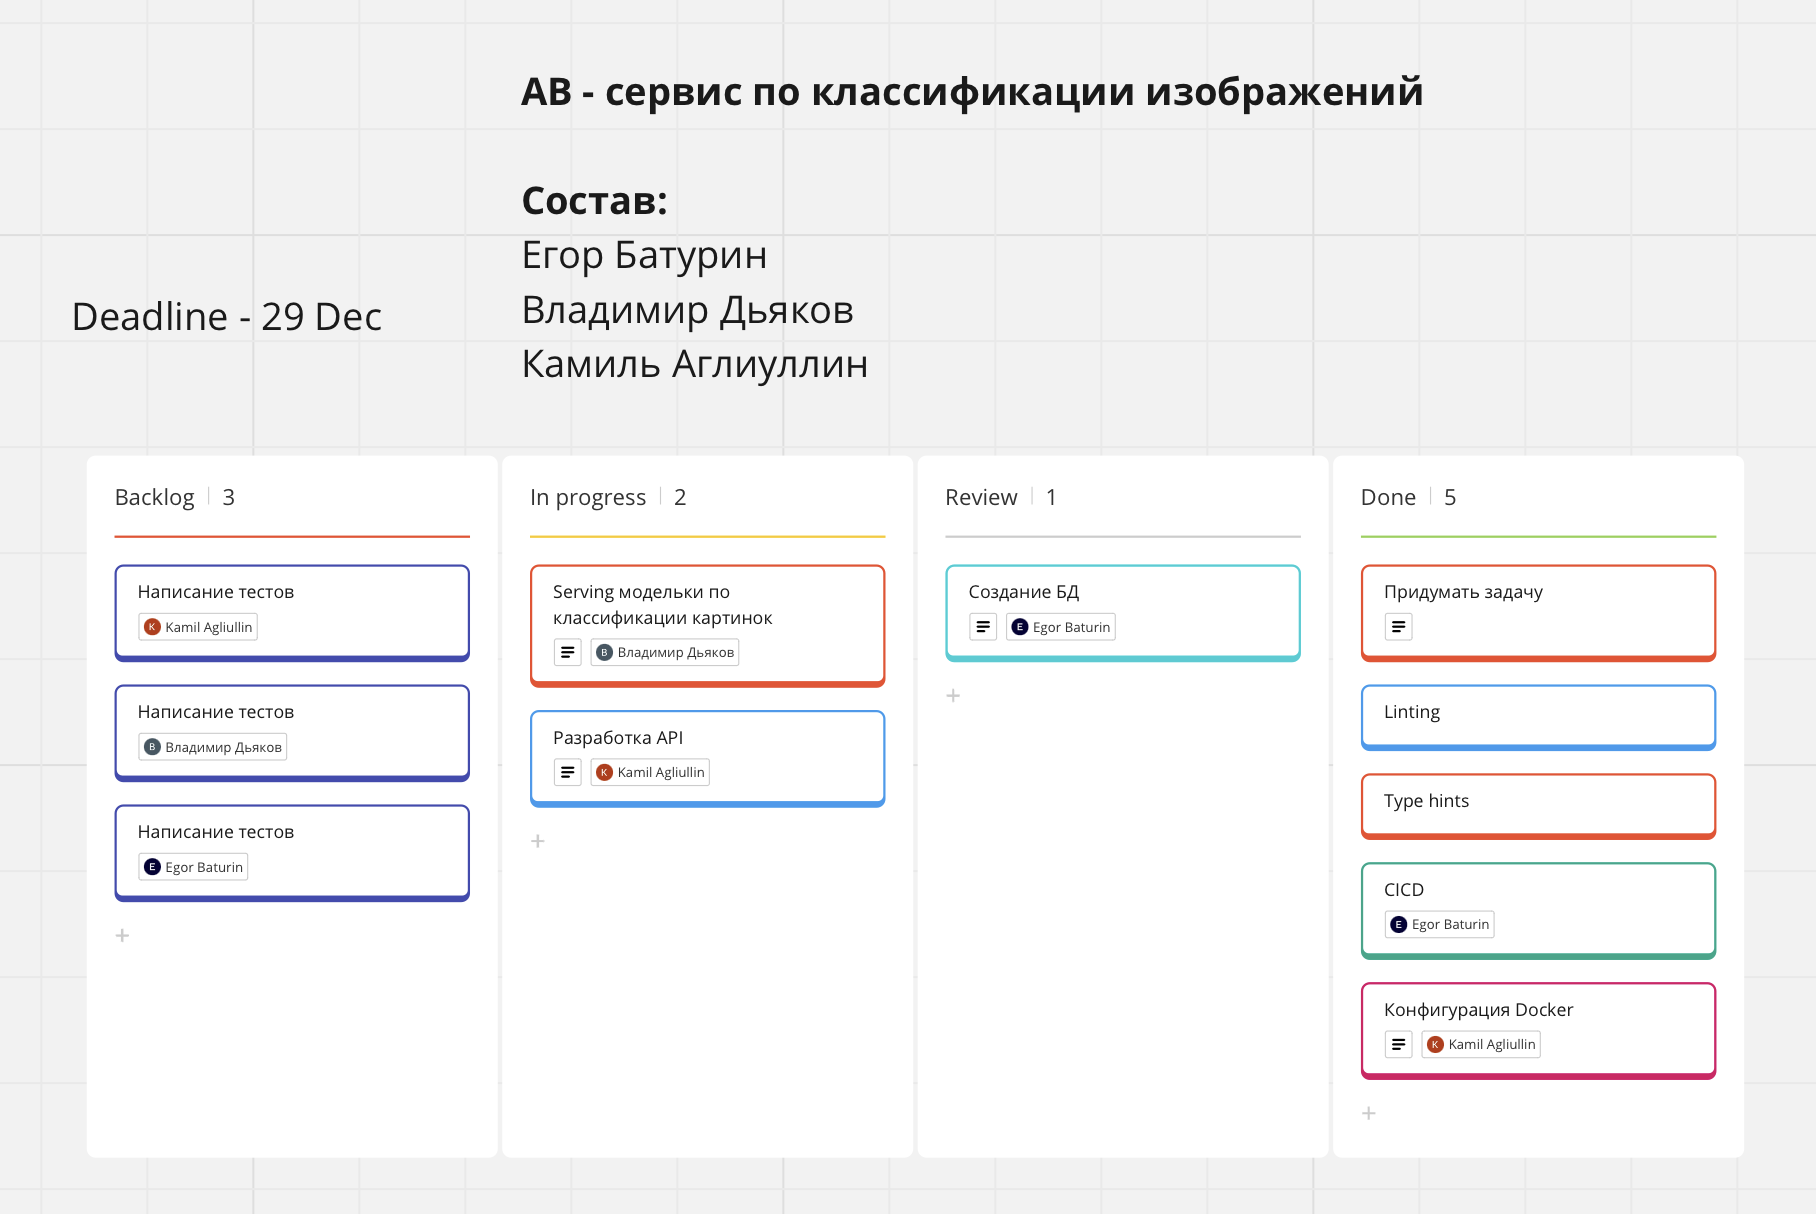 АВ - сервис по классификации изображений
Состав:
Егор Батурин
Владимир Дьяков
Камиль Аглиуллин
Deadline - 29 Dec
Backlog 3
Написание тестов
K Kamil Agliullin
Написание тестов
В Владимир Дьяков
Написание тестов
E Egor Baturin
In progress 2
Serving модельки по
классификации картинок
В Владимир Дьяков
Разработка API
K Kamil Agliullin
Review 1
Создание БД
E Egor Baturin
Done 5
Придумать задачу
Linting
Type hints
CICD
E Egor Baturin
Конфигурация Docker
K Kamil Agliullin